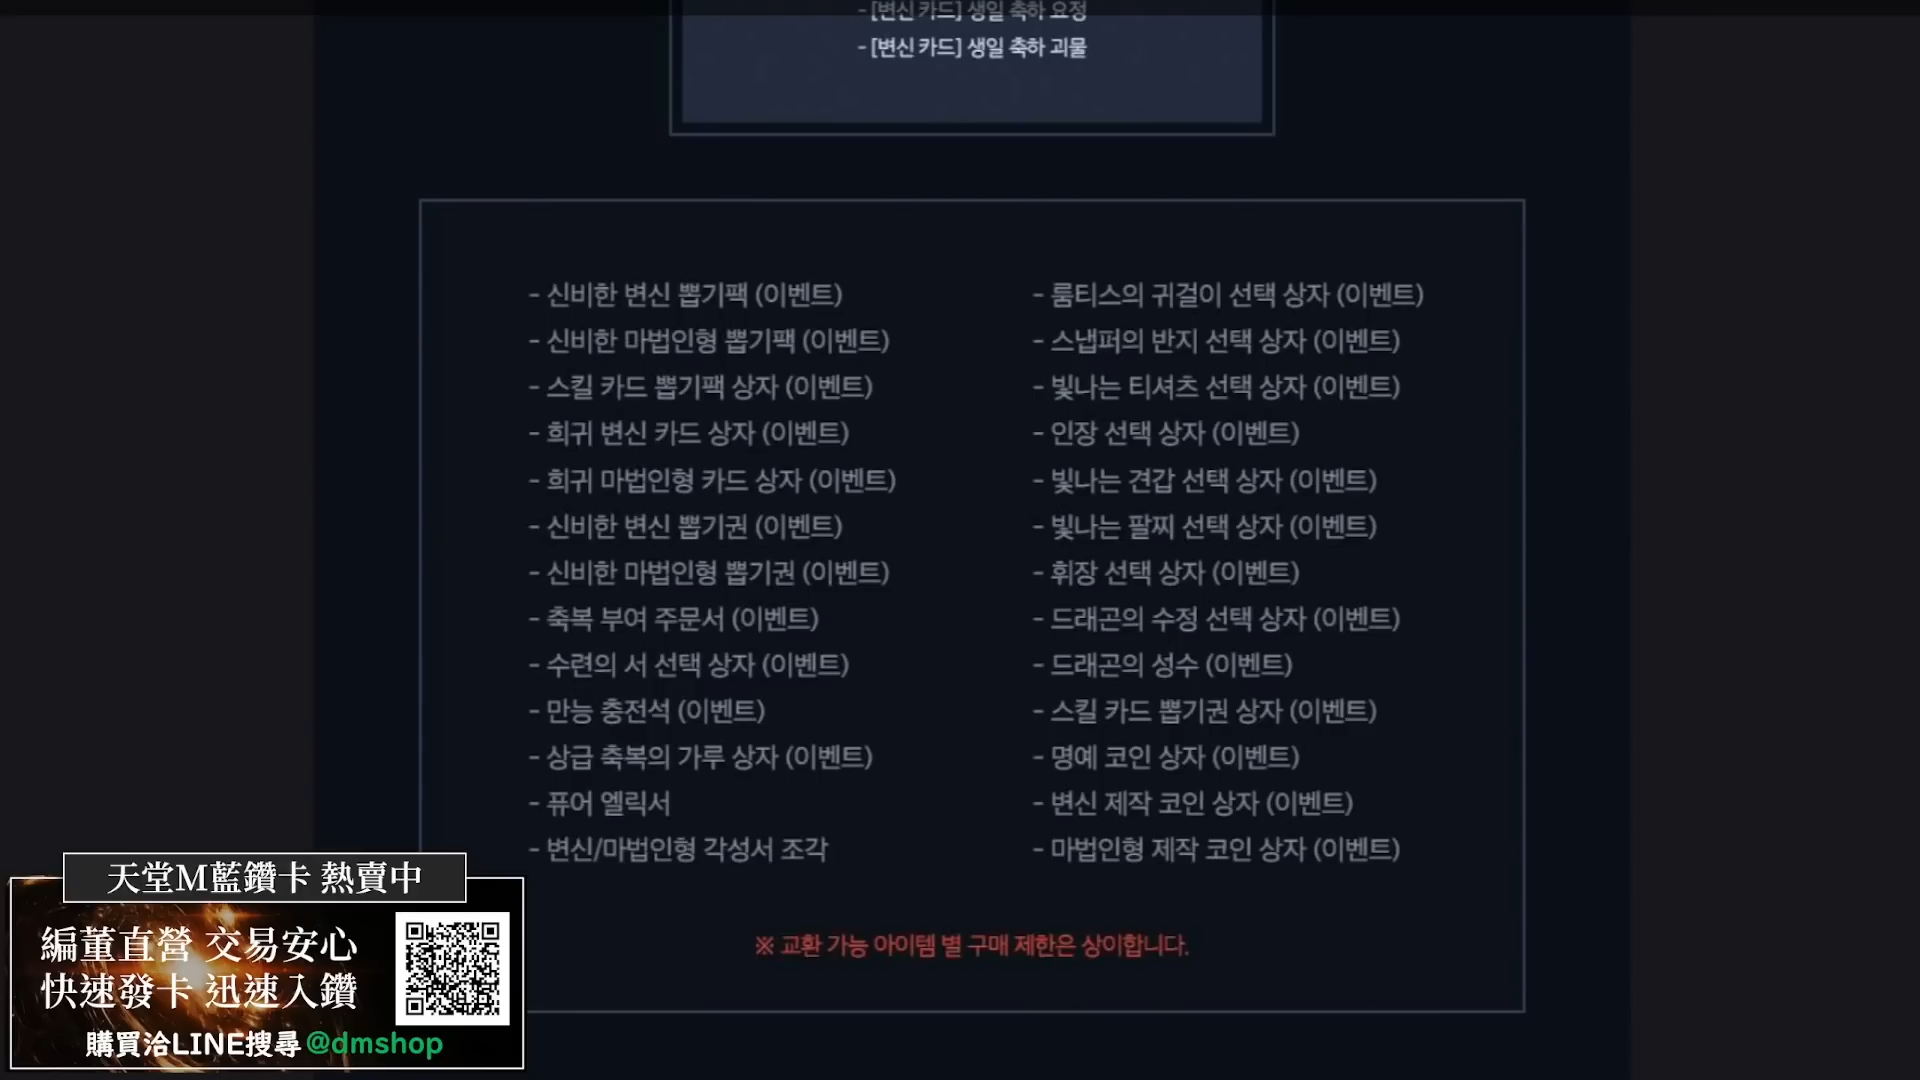 - [변신 카드] 생일 축하 요정
- [변신 카드] 생일 축하 괴물
- 신비한 변신 뽑기팩 (이벤트)
- 신비한 마법인형 뽑기팩 (이벤트)
- 스킬 카드 뽑기팩 상자 (이벤트)
- 희귀 변신 카드 상자 (이벤트)
- 희귀 마법인형 카드 상자 (이벤트)
- 신비한 변신 뽑기권 (이벤트)
- 신비한 마법인형 뽑기권 (이벤트)
- 축복 부여 주문서 (이벤트)
- 수련의 서 선택 상자 (이벤트)
- 만능 충전석 (이벤트)
- 상급 축복의 가루 상자 (이벤트)
- 퓨어 엘릭서
- 변신/마법인형 각성서 조각
- 룸티스의 귀걸이 선택 상자 (이벤트)
- 스냅퍼의 반지 선택 상자 (이벤트)
- 빛나는 티셔츠 선택 상자 (이벤트)
- 인장 선택 상자 (이벤트)
- 빛나는 견갑 선택 상자 (이벤트)
- 빛나는 팔찌 선택 상자 (이벤트)
- 휘장 선택 상자 (이벤트)
- 드래곤의 수정 선택 상자 (이벤트)
- 드래곤의 성수 (이벤트)
- 스킬 카드 뽑기권 상자 (이벤트)
- 명예 코인 상자 (이벤트)
- 변신 제작 코인 상자 (이벤트)
- 마법인형 제작 코인 상자 (이벤트)
※ 교환 가능 아이템 별 구매 제한은 상이합니다.
天堂M藍鑽卡 熱賣中
編董直營 交易安心
快速發卡 迅速入鑽
購買洽LINE搜尋@dmshop